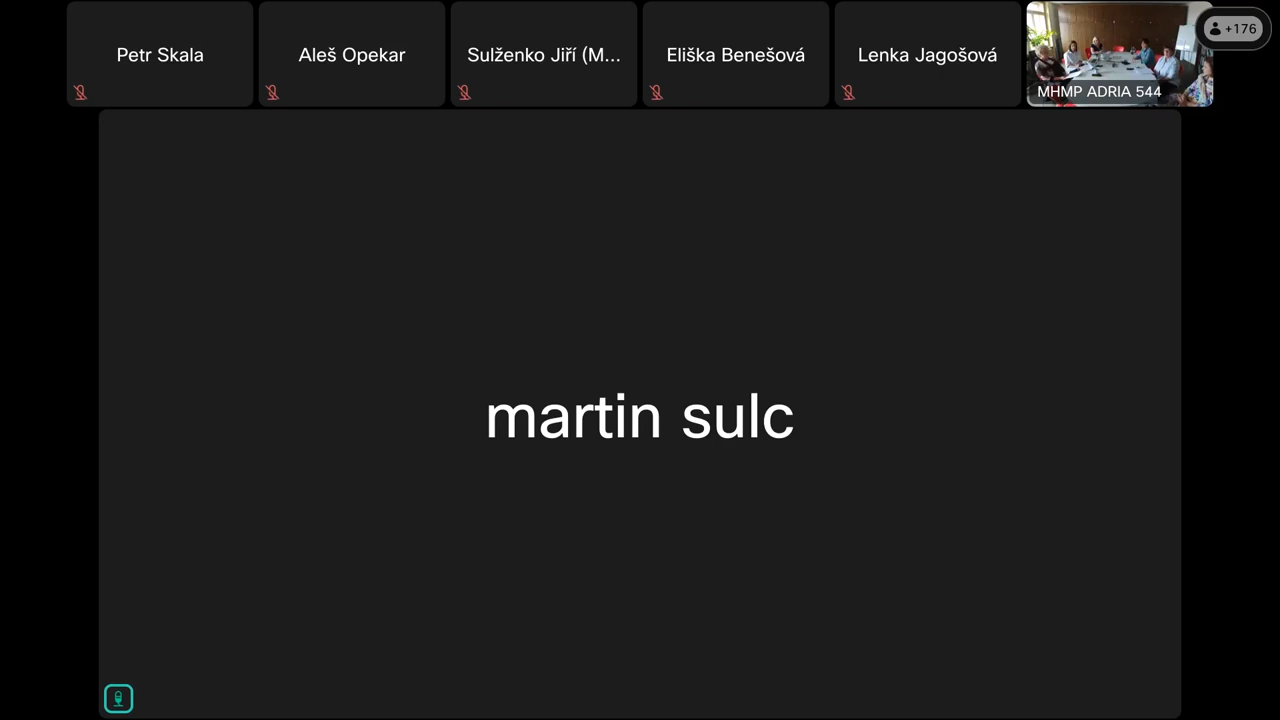 Petr Skala
Aleš Opekar
Sulženko Jiří (M...
Eliška Benešová
Lenka Jagošová
MHMP ADRIA 544
+176
martin sulc